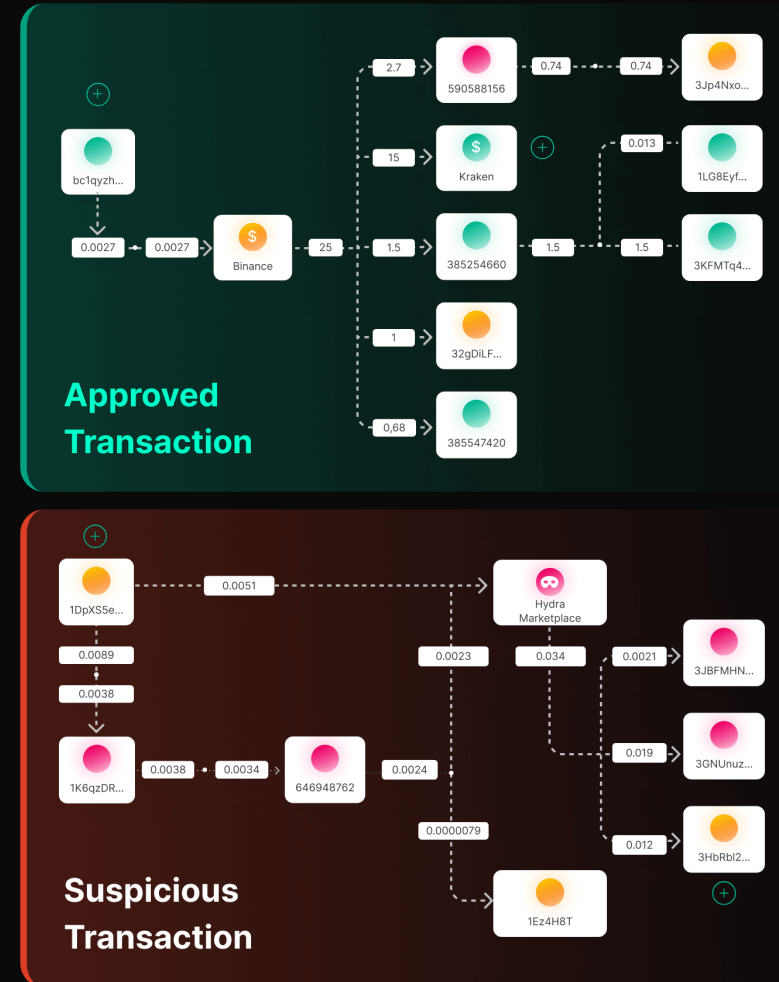 2.7
590588156
0.74
0.74
3Jp4Nxo...
bc1qyzh...
15
$
Kraken
0.013
1LG8Eyf...
0.0027
0.0027
$
Binance
25
1.5
385254660
1.5
1.5
3KFMTq4...
1
32gDiLF...
0,68
385547420
Approved
Transaction
1DpXS5e...
0.0051
Hydra
Marketplace
0.0089
0.0038
0.0023
0.034
0.0021
3JBFMHN...
1K6qzDR...
0.0038
0.0034
646948762
0.0024
0.019
3GNUnuz...
0.0000079
0.012
3HbRbl2...
1Ez4H8T
Suspicious
Transaction